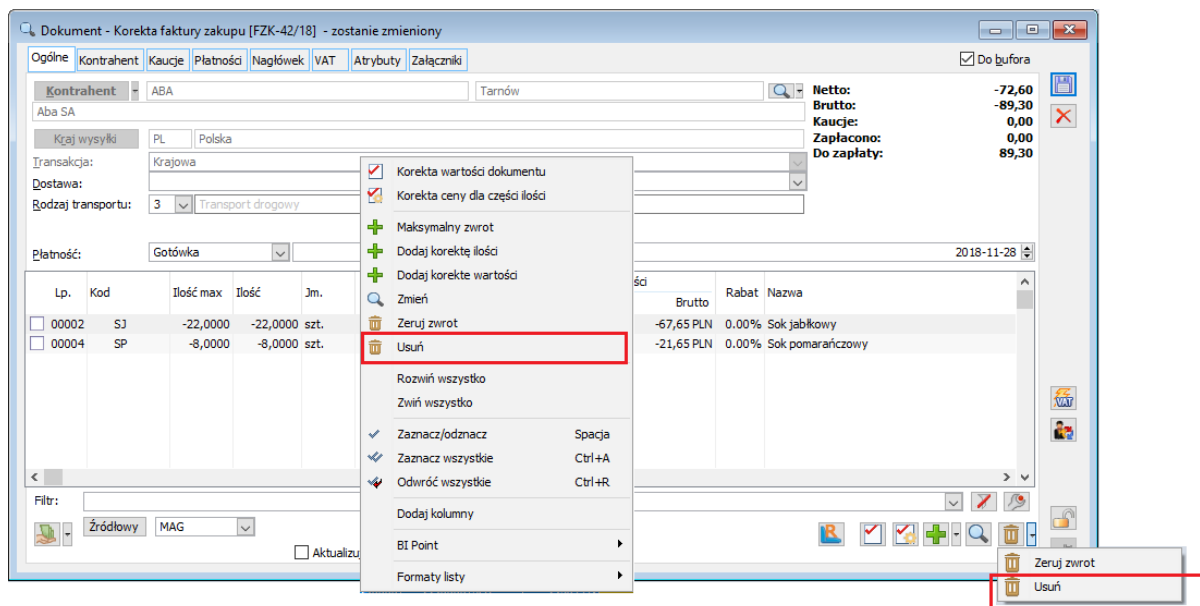 Dokument - Korekta faktury zakupu [FZK-42/18] - zostanie zmieniony
Ogólne Kontrahent Kaucje Płatności Nagłówek VAT Atrybuty Załączniki
Do bufora
Kontrahent ABA Tarnów
Aba SA
Kraj wysyłki PL Polska
Transakcja: Krajowa
Dostawa:
Rodzaj transportu: 3 Transport drogowy
Płatność: Gotówka 2018-11-28
Netto: -72,60
Brutto: -89,30
Kaucje: 0,00
Zapłacono: 0,00
Do zapłaty: 89,30
Lp. Kod Ilość max Ilość Jm. ści Brutto Rabat Nazwa
00002 SJ -22,0000 -22,0000 szt. -67,65 PLN 0.00% Sok jabłkowy
00004 SP -8,0000 -8,0000 szt. -21,65 PLN 0.00% Sok pomarańczowy
Korekta wartości dokumentu
Korekta ceny dla części ilości
Maksymalny zwrot
Dodaj korektę ilości
Dodaj korekte wartości
Zmień
Zeruj zwrot
Usuń
Rozwiń wszystko
Zwiń wszystko
Zaznacz/odznacz Spacja
Zaznacz wszystkie Ctrl+A
Odwróć wszystkie Ctrl+R
Dodaj kolumny
BI Point
Formaty listy
VAT
Filtr:
Źródłowy MAG
Aktualizuj
Zeruj zwrot
Usuń